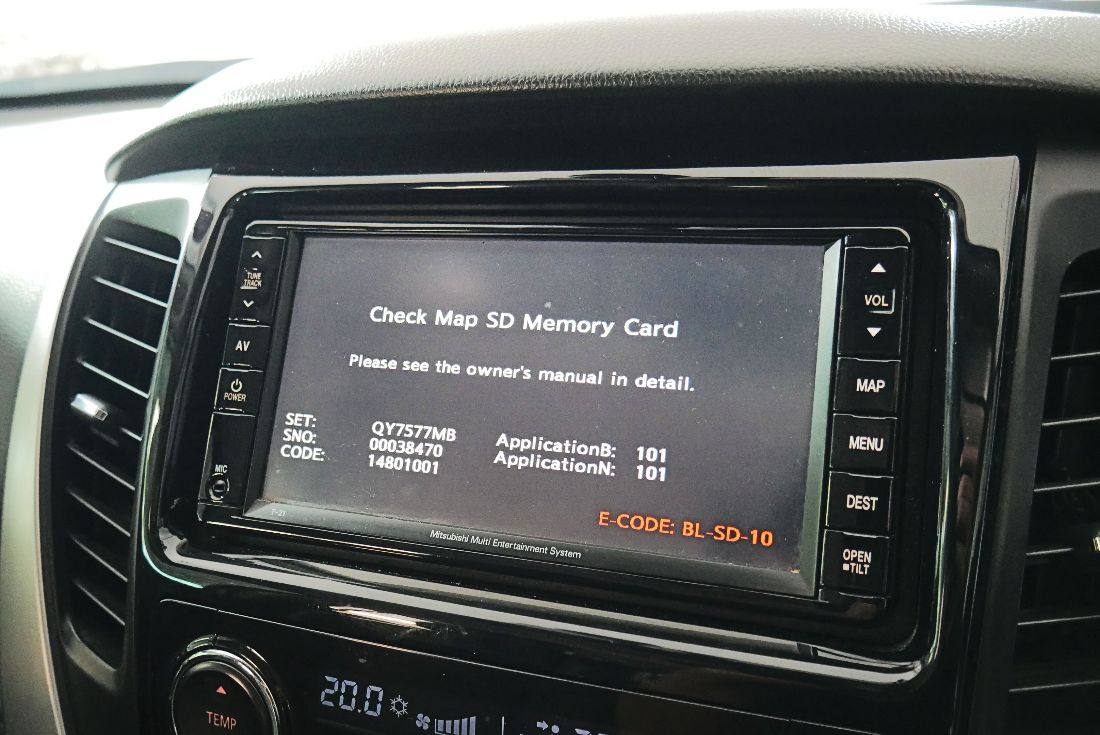 Check Map SD Memory Card
Please see the owner's manual in detail.
SET: QY7577MB
SNO: 00038470
CODE: 14801001
ApplicationB: 101
ApplicationN: 101
E-CODE: BL-SD-10
T-21
Mitsubishi Multi Entertainment System
TUNE
TRACK
AV
POWER
MIC
VOL
MAP
MENU
DEST
OPEN
TILT
TEMP
20.0